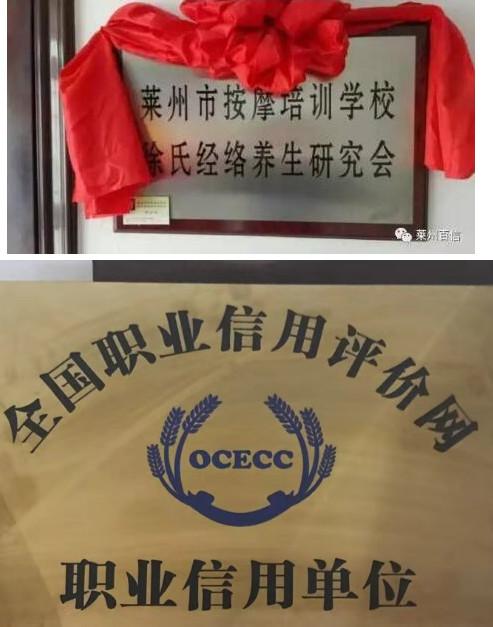 莱州市按摩培训学校
徐氏经络养生研究会
莱州百信
全国职业信用评价网
OCECC
职业信用单位